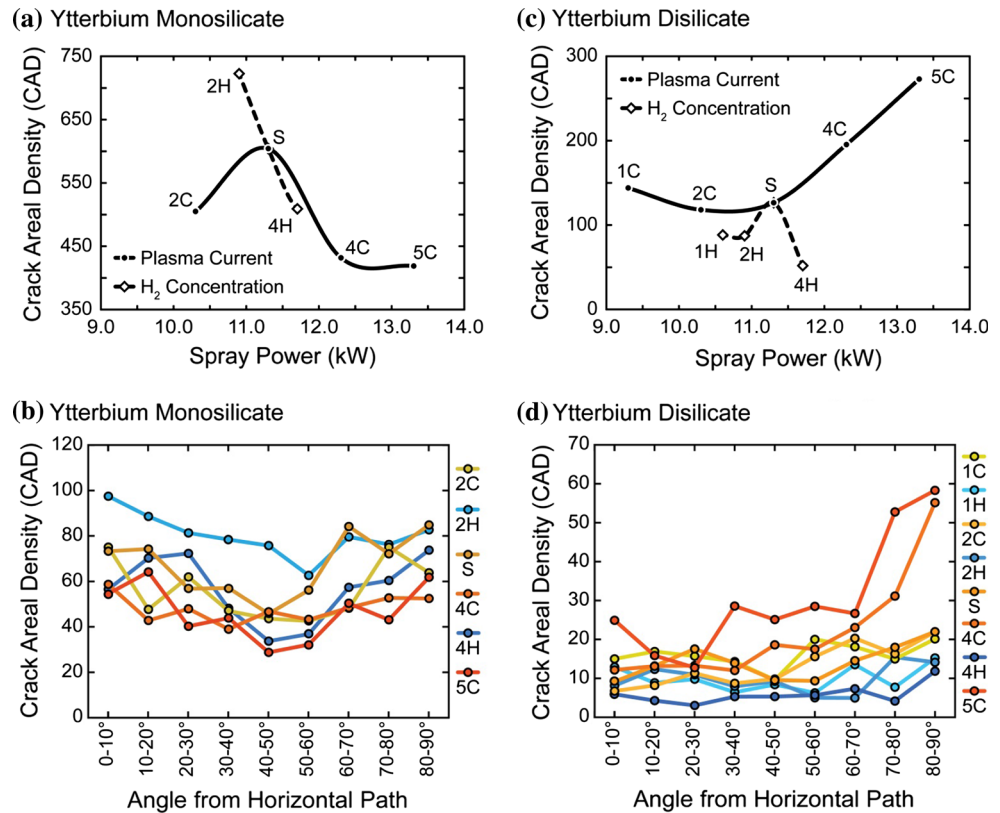 (a) Ytterbium Monosilicate
Crack Areal Density (CAD)
750
650
550
450
350
2H
S
2C
4H
4C
5C
Plasma Current
H₂ Concentration
9.0 10.0 11.0 12.0 13.0 14.0
Spray Power (kW)
(c) Ytterbium Disilicate
Crack Areal Density (CAD)
300
200
100
0
Plasma Current
H₂ Concentration
5C
4C
1C
2C
S
1H
2H
4H
9.0 10.0 11.0 12.0 13.0 14.0
Spray Power (kW)
(b) Ytterbium Monosilicate
Crack Areal Density (CAD)
120
100
80
60
40
20
0
0-10° 10-20° 20-30° 30-40° 40-50° 50-60° 60-70° 70-80° 80-90°
Angle from Horizontal Path
2C
2H
S
4C
4H
5C
(d) Ytterbium Disilicate
Crack Areal Density (CAD)
70
60
50
40
30
20
10
0
0-10° 10-20° 20-30° 30-40° 40-50° 50-60° 60-70° 70-80° 80-90°
Angle from Horizontal Path
1C
1H
2C
2H
S
4C
4H
5C